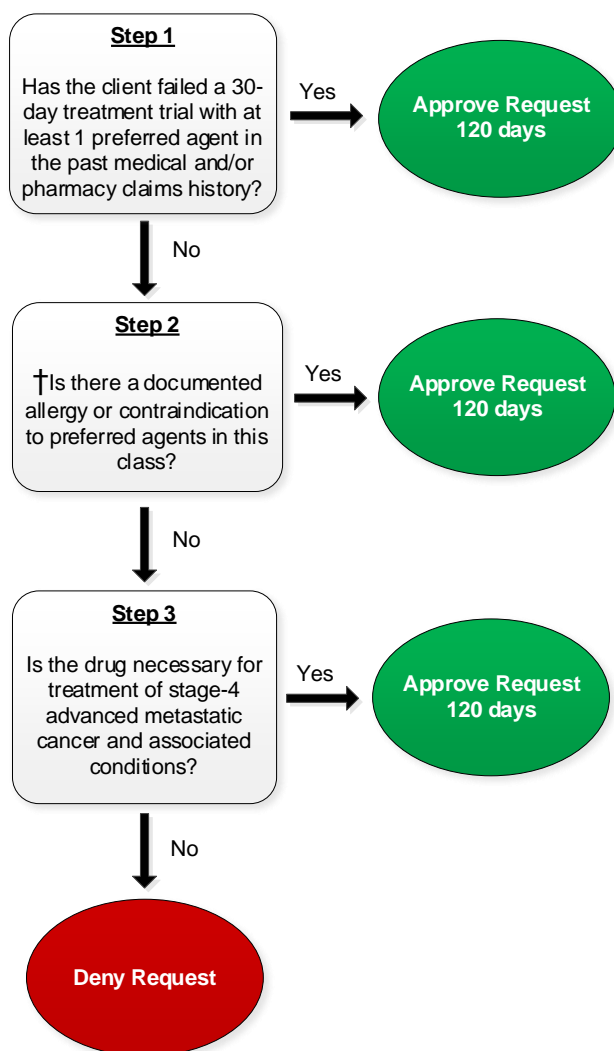 Step 1
Has the client failed a 30-
day treatment trial with at
least 1 preferred agent in
the past medical and/or
pharmacy claims history?
Yes
Approve Request
120 days
No
Step 2
†Is there a documented
allergy or contraindication
to preferred agents in this
class?
Yes
Approve Request
120 days
No
Step 3
Is the drug necessary for
treatment of stage-4
advanced metastatic
cancer and associated
conditions?
Yes
Approve Request
120 days
No
Deny Request